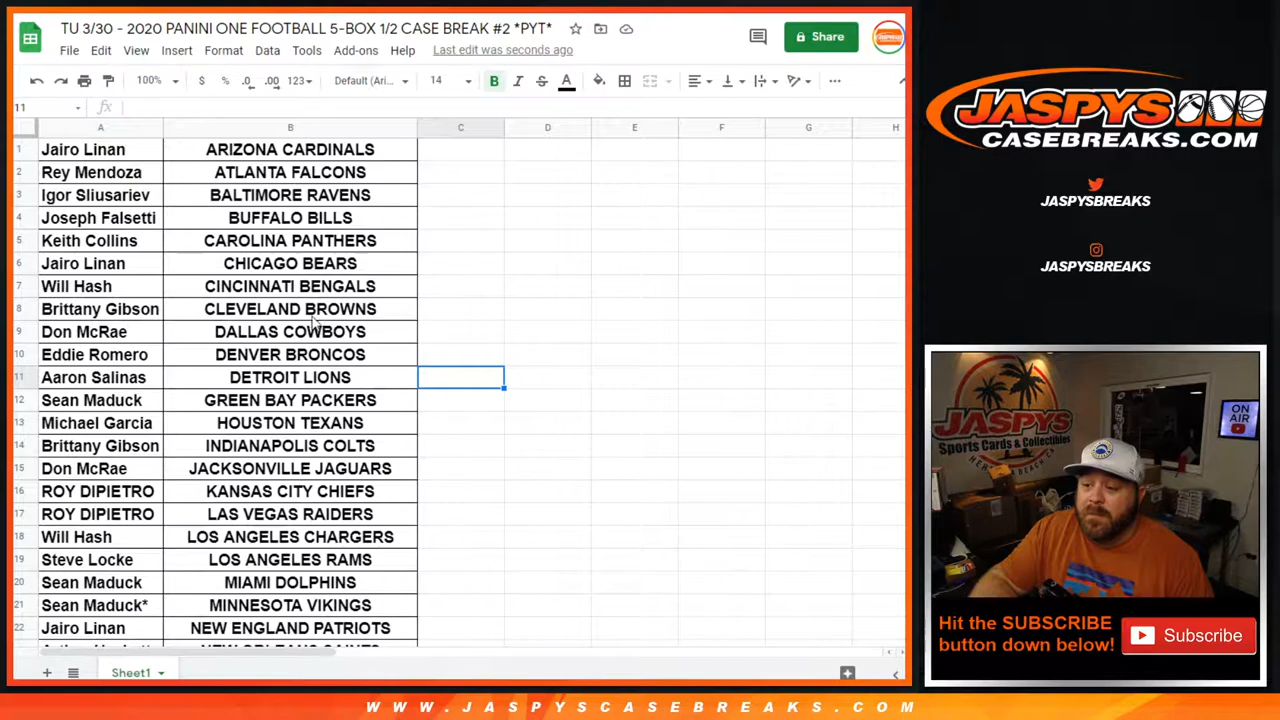 TU 3/30 - 2020 PANINI ONE FOOTBALL 5-BOX 1/2 CASE BREAK #2 *PYT*
File Edit View Insert Format Data Tools Add-ons Help Last edit was seconds ago
Share
100% $ % .0 .00 123 Default (Ari... 14 B I S A
11 fx
A B C D E F G H
1 Jairo Linan ARIZONA CARDINALS
2 Rey Mendoza ATLANTA FALCONS
3 Igor Sliusariev BALTIMORE RAVENS
4 Joseph Falsetti BUFFALO BILLS
5 Keith Collins CAROLINA PANTHERS
6 Jairo Linan CHICAGO BEARS
7 Will Hash CINCINNATI BENGALS
8 Brittany Gibson CLEVELAND BROWNS
9 Don McRae DALLAS COWBOYS
10 Eddie Romero DENVER BRONCOS
11 Aaron Salinas DETROIT LIONS
12 Sean Maduck GREEN BAY PACKERS
13 Michael Garcia HOUSTON TEXANS
14 Brittany Gibson INDIANAPOLIS COLTS
15 Don McRae JACKSONVILLE JAGUARS
16 ROY DIPIETRO KANSAS CITY CHIEFS
17 ROY DIPIETRO LAS VEGAS RAIDERS
18 Will Hash LOS ANGELES CHARGERS
19 Steve Locke LOS ANGELES RAMS
20 Sean Maduck MIAMI DOLPHINS
21 Sean Maduck* MINNESOTA VIKINGS
22 Jairo Linan NEW ENGLAND PATRIOTS
Sheet1
JASPYS
CASEBREAKS.COM
JASPYSBREAKS
JASPYSBREAKS
JASPYS
Sports Cards & Collectibles
ON
AIR
Hit the SUBSCRIBE
button down below!
Subscribe
WWW.JASPYSCASEBREAKS.COM